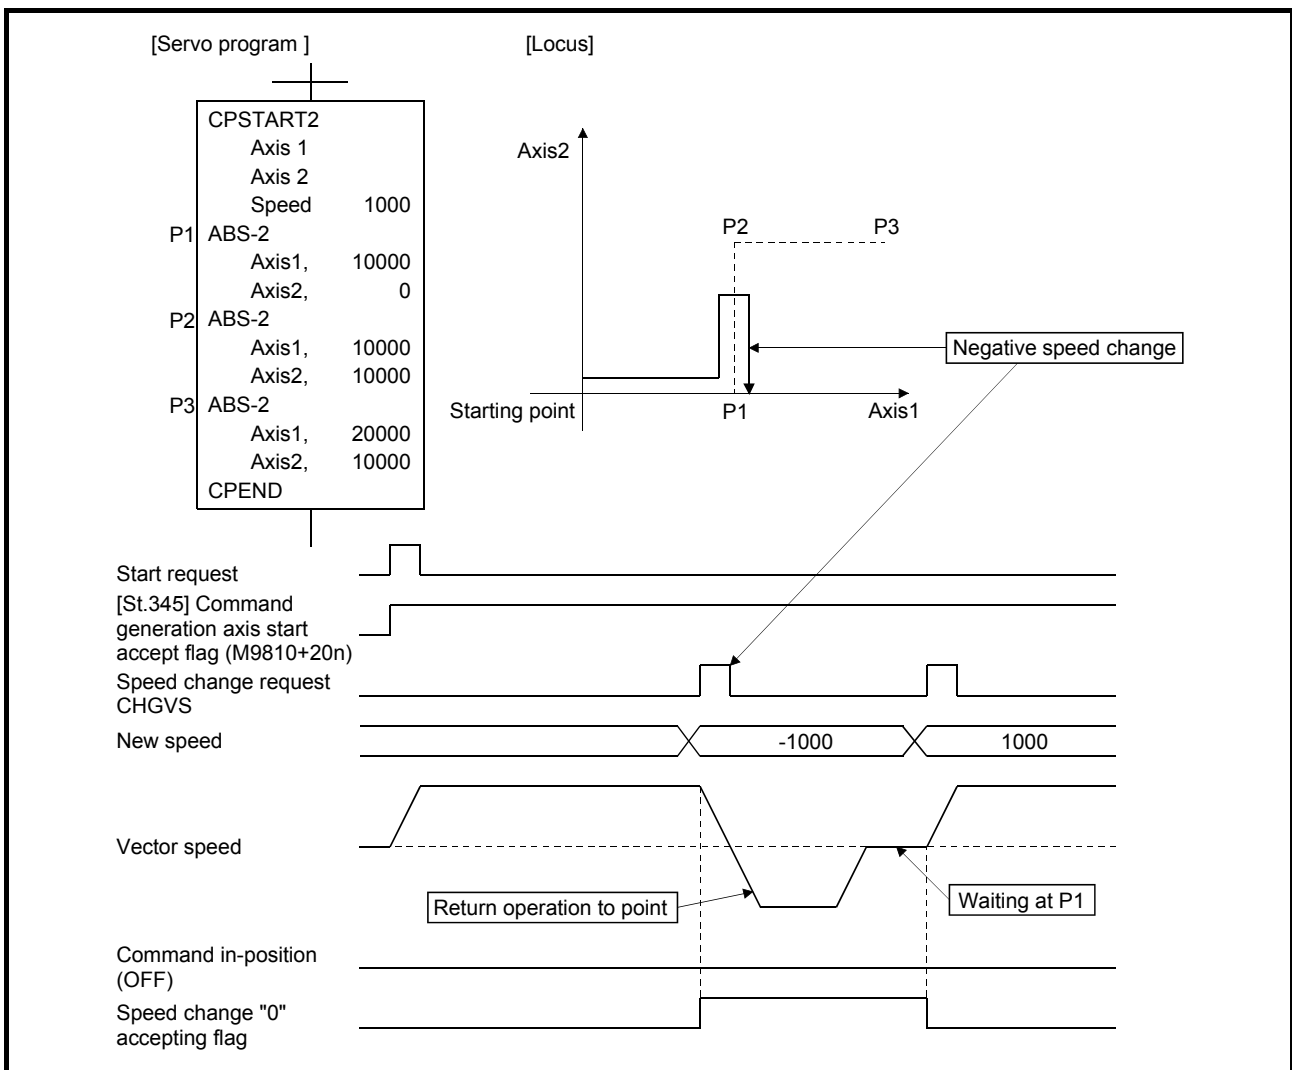 [Servo program ]
[Locus]
CPSTART2
Axis 1
Axis 2
Speed 1000
P1 ABS-2
Axis1, 10000
Axis2, 0
P2 ABS-2
Axis1, 10000
Axis2, 10000
P3 ABS-2
Axis1, 20000
Axis2, 10000
CPEND
Axis2
P2 P3
Negative speed change
Starting point P1 Axis1
Start request
[St.345] Command
generation axis start
accept flag (M9810+20n)
Speed change request
CHGVS
New speed -1000 1000
Vector speed
Return operation to point
Waiting at P1
Command in-position
(OFF)
Speed change "0"
accepting flag